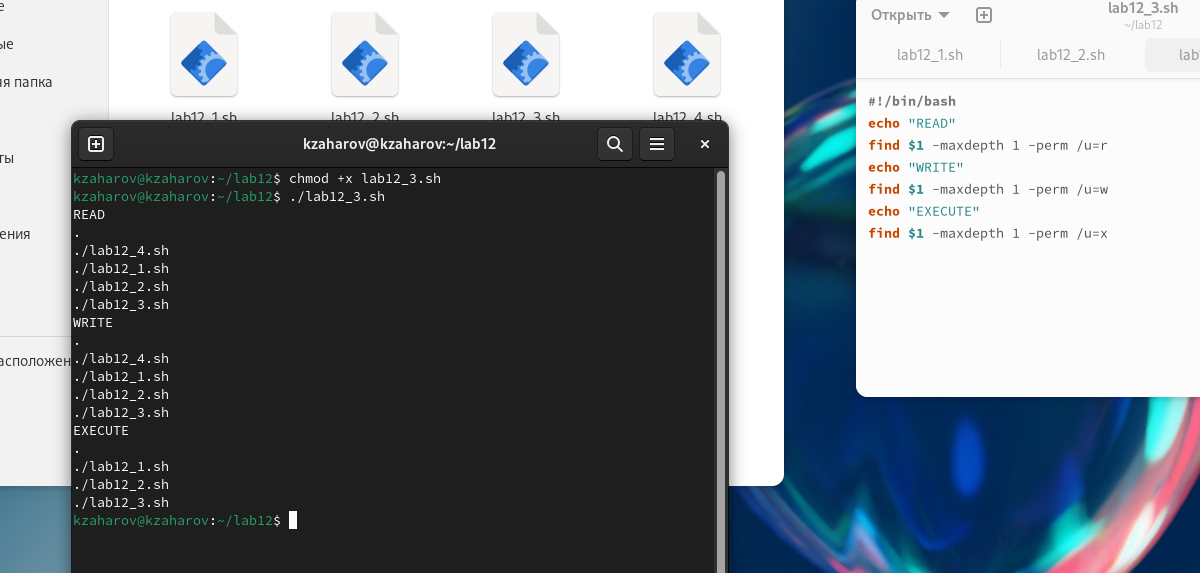 е
ые
ая папка
ты
ения
асположен
lab12_1.sh
lab12_2.sh
lab12_3.sh
lab12_4.sh
kzaharov@kzaharov:~/lab12
kzaharov@kzaharov:~/lab12$ chmod +x lab12_3.sh
kzaharov@kzaharov:~/lab12$ ./lab12_3.sh
READ
.
./lab12_4.sh
./lab12_1.sh
./lab12_2.sh
./lab12_3.sh
WRITE
.
./lab12_4.sh
./lab12_1.sh
./lab12_2.sh
./lab12_3.sh
EXECUTE
.
./lab12_1.sh
./lab12_2.sh
./lab12_3.sh
kzaharov@kzaharov:~/lab12$
Открыть
lab12_3.sh
~/lab12
lab12_1.sh
lab12_2.sh
lab
#!/bin/bash
echo "READ"
find $1 -maxdepth 1 -perm /u=r
echo "WRITE"
find $1 -maxdepth 1 -perm /u=w
echo "EXECUTE"
find $1 -maxdepth 1 -perm /u=x